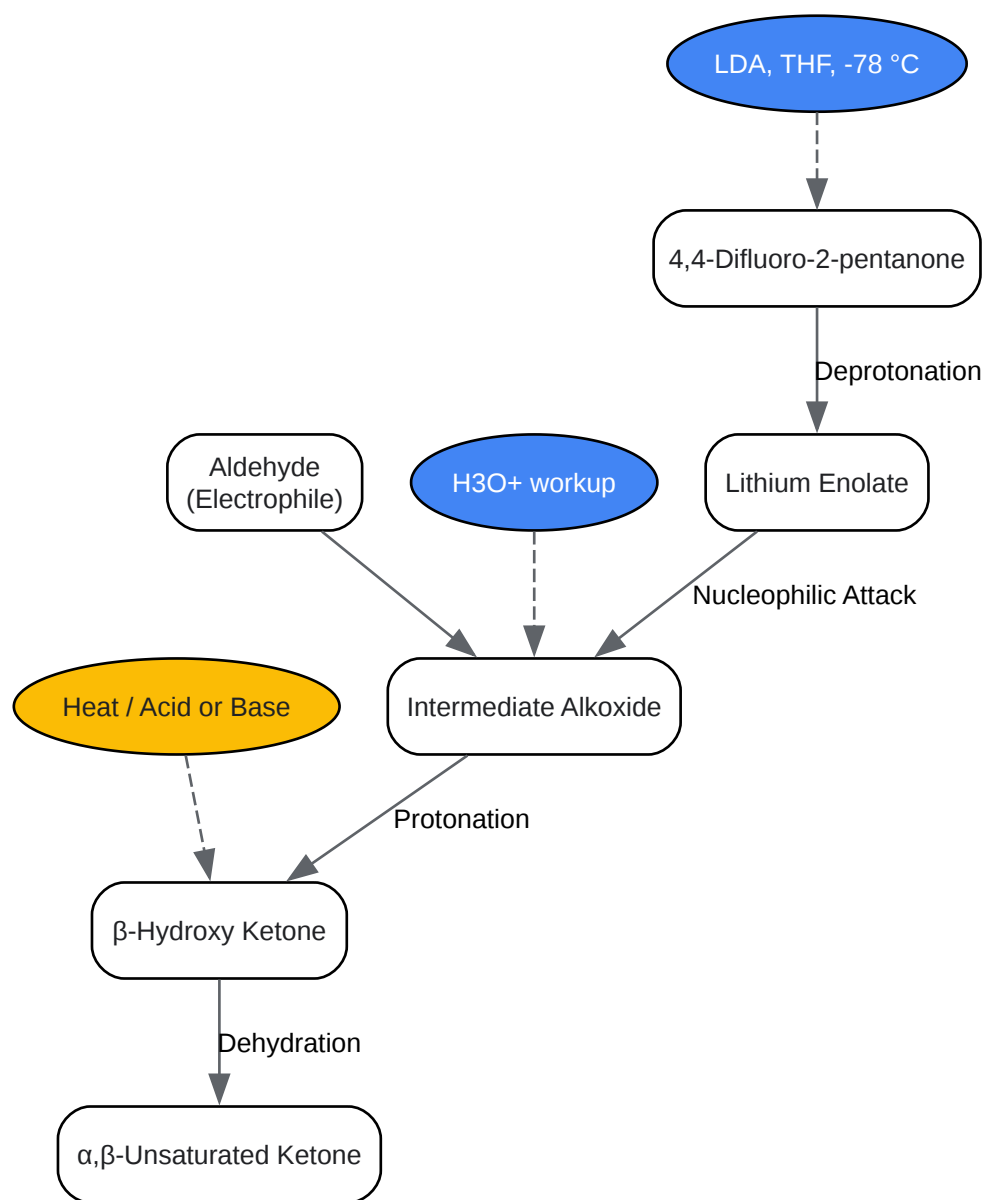 LDA, THF, -78 °C
4,4-Difluoro-2-pentanone
Deprotonation
Aldehyde
(Electrophile)
H3O+ workup
Lithium Enolate
Nucleophilic Attack
Heat / Acid or Base
Intermediate Alkoxide
Protonation
β-Hydroxy Ketone
Dehydration
α,β-Unsaturated Ketone